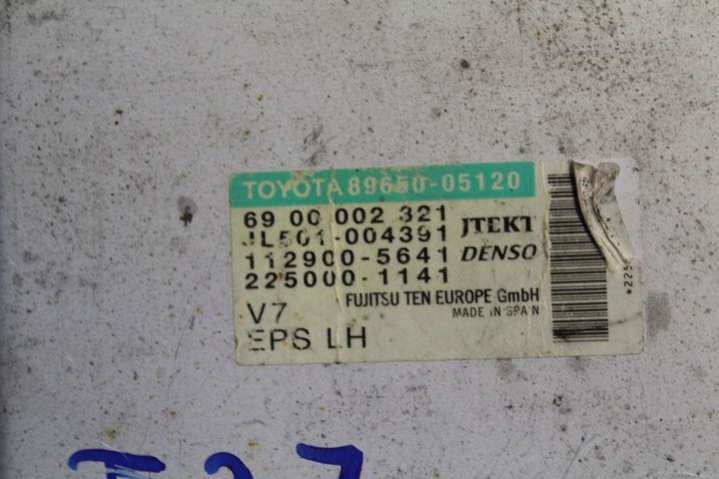 TOYOTA 89650-05120
69 00 002 321
JL501-004391 JTEKT
112900-5641 DENSO
225000-1141
FUJITSU TEN EUROPE GmbH
V7 MADE IN SPAIN
EPS LH
*225